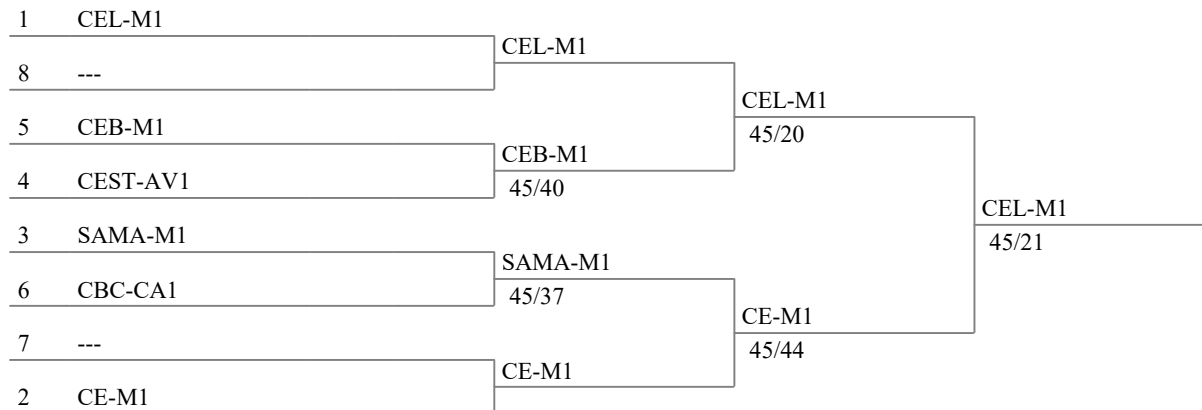 1 CEL-M1
CEL-M1
8 ---
CEL-M1
45/20
5 CEB-M1
CEB-M1
45/40
4 CEST-AV1
CEL-M1
45/21
3 SAMA-M1
SAMA-M1
45/37
6 CBC-CA1
CE-M1
45/44
7 ---
CE-M1
2 CE-M1